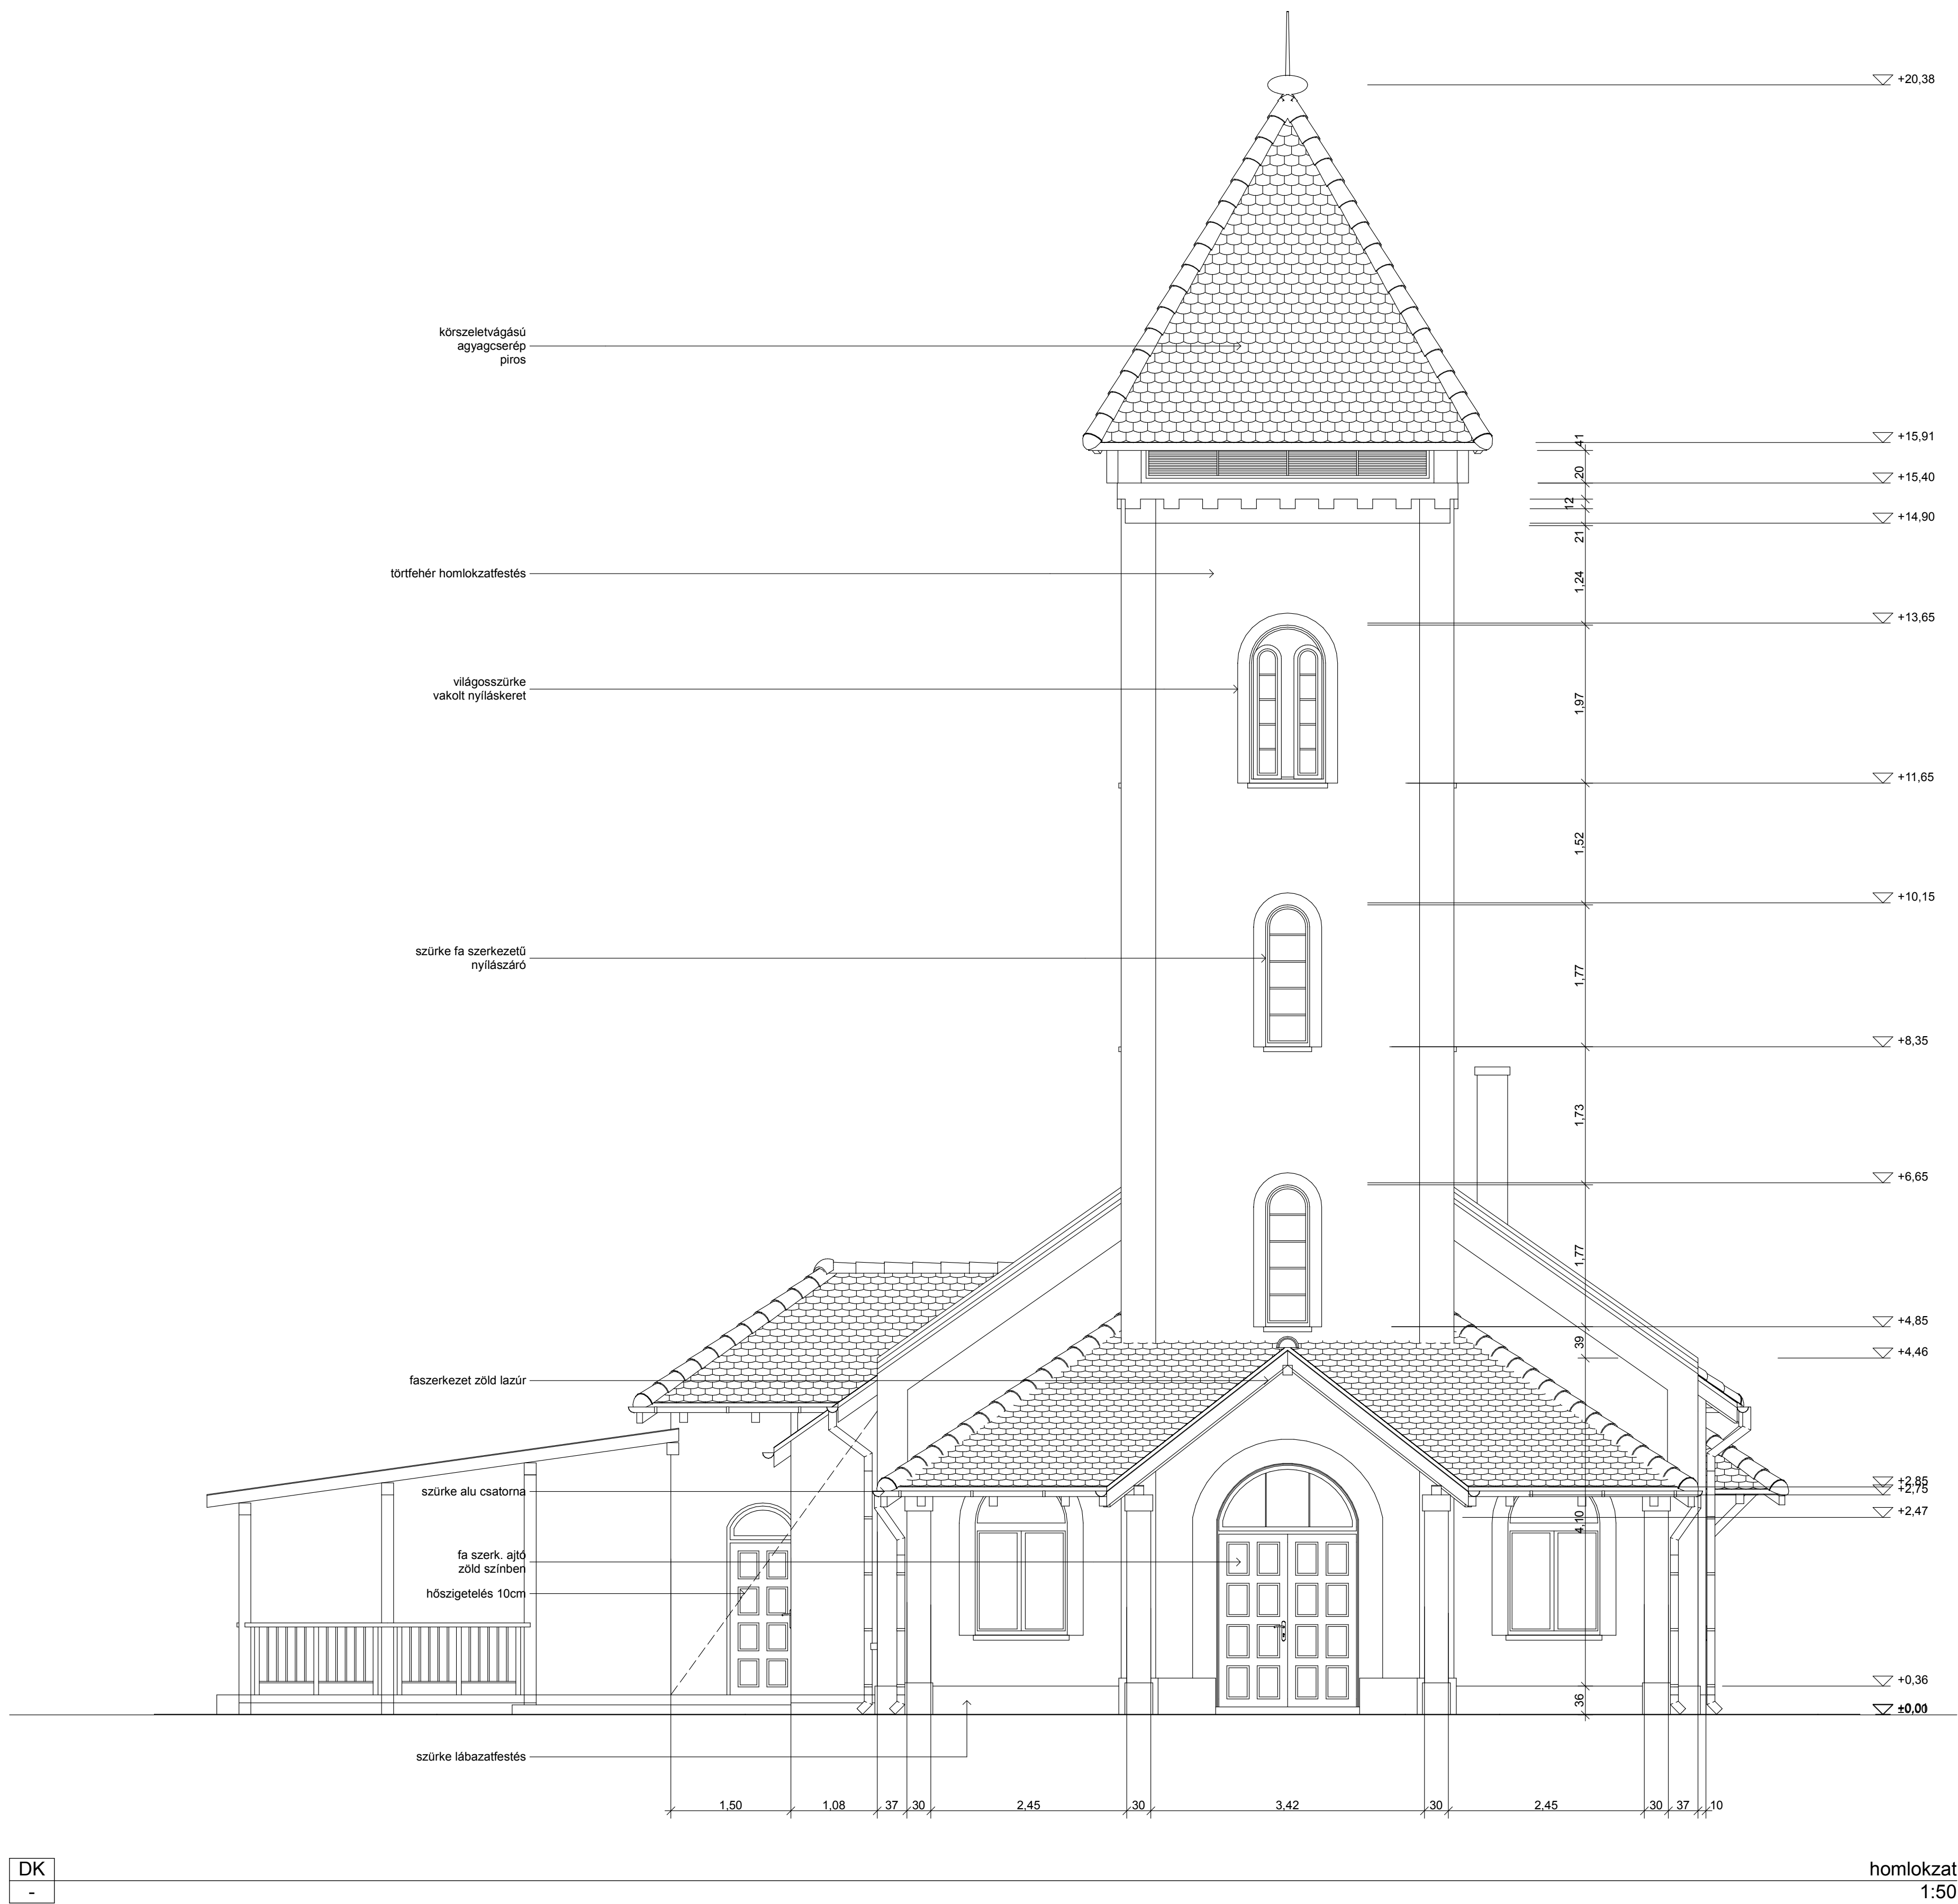 +20,38
körszeletvágású
agyagcserép
piros
41
+15,91
20
+15,40
12
+14,90
21
törtfehér homlokzatfestés
1,24
+13,65
világosszürke
vakolt nyíláskeret
1,97
+11,65
1,52
+10,15
szürke fa szerkezetű
nyílászáró
1,77
+8,35
1,73
+6,65
1,77
+4,85
39
+4,46
faszerkezet zöld lazúr
+2,85
+2,75
szürke alu csatorna
+2,47
4,10
fa szerk. ajtó
zöld színben
hőszigetelés 10cm
+0,36
36
±0,00
szürke lábazatfestés
1,50 1,08 37 30 2,45 30 3,42 30 2,45 30 37 10
DK
-
homlokzat
1:50